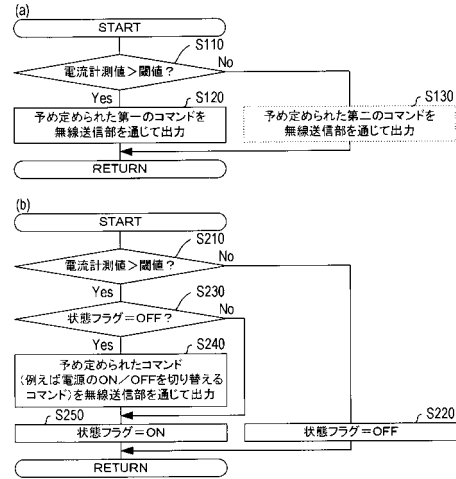 (a)
START
S110
電流計測値>閾値?
No
Yes
S120
S130
予め定められた第一のコマンドを
無線送信部を通じて出力
予め定められた第二のコマンドを
無線送信部を通じて出力
RETURN
(b)
START
S210
電流計測値>閾値?
No
Yes
S230
状態フラグ=OFF?
No
Yes
S240
予め定められたコマンド
(例えば電源のON/OFFを切り替える
コマンド)を無線送信部を通じて出力
S250
S220
状態フラグ=ON
状態フラグ=OFF
RETURN